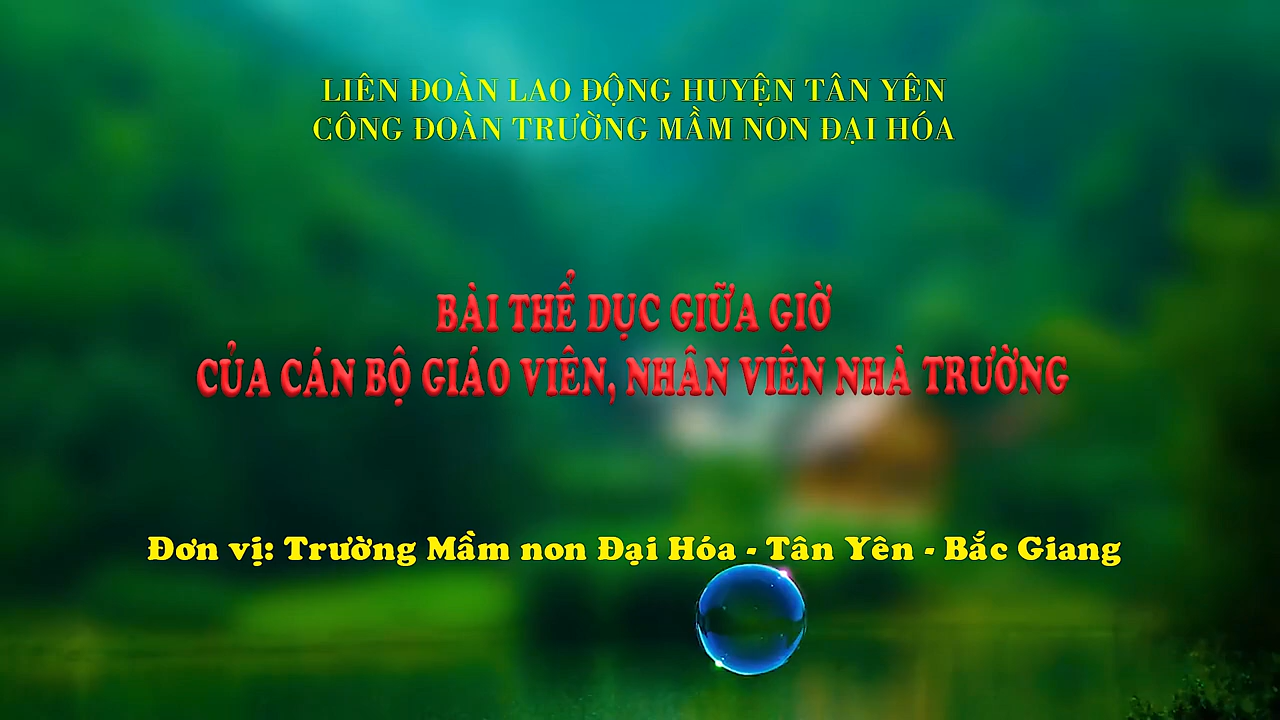 LIÊN ĐOÀN LAO ĐỘNG HUYỆN TÂN YÊN
CÔNG ĐOÀN TRƯỜNG MẦM NON ĐẠI HÓA
BÀI THỂ DỤC GIỮA GIỜ
CỦA CÁN BỘ GIÁO VIÊN, NHÂN VIÊN NHÀ TRƯỜNG
Đơn vị: Trường Mầm non Đại Hóa - Tân Yên - Bắc Giang